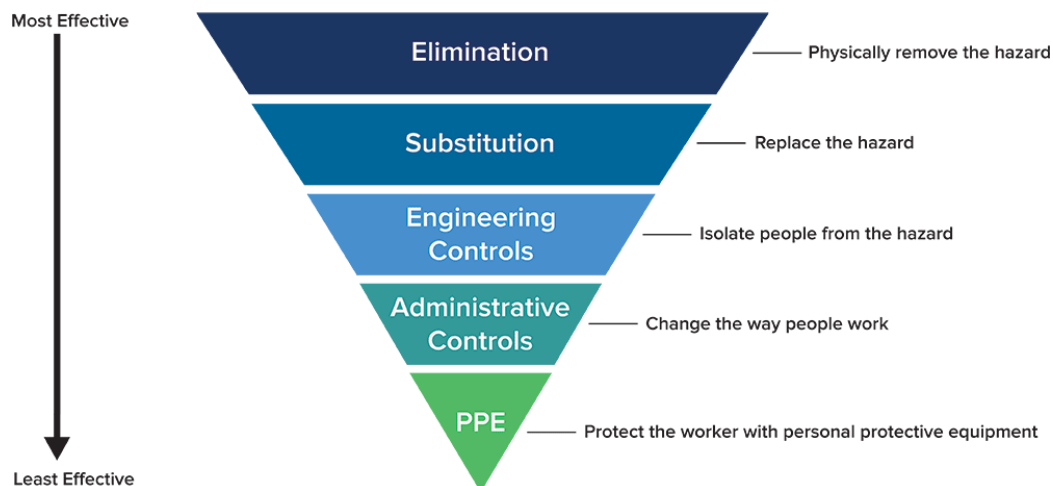 Most Effective
Elimination
Physically remove the hazard
Substitution
Replace the hazard
Engineering
Controls
Isolate people from the hazard
Administrative
Controls
Change the way people work
PPE
Protect the worker with personal protective equipment
Least Effective